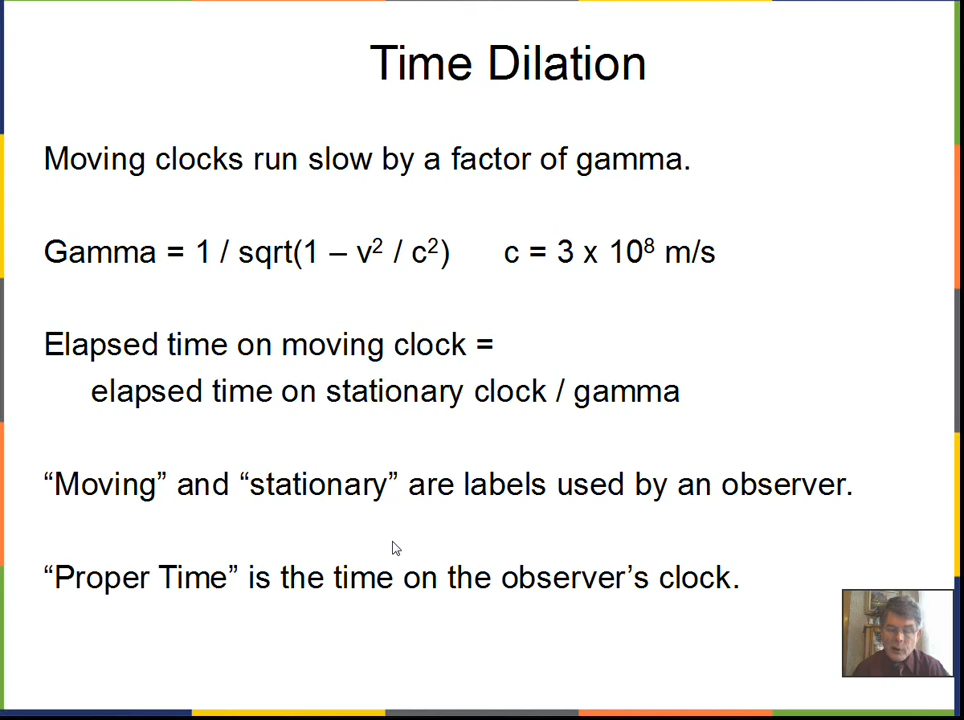 Time Dilation
Moving clocks run slow by a factor of gamma.
Gamma = 1 / sqrt(1 – v² / c²) c = 3 x 10⁸ m/s
Elapsed time on moving clock =
elapsed time on stationary clock / gamma
“Moving” and “stationary” are labels used by an observer.
“Proper Time” is the time on the observer’s clock.